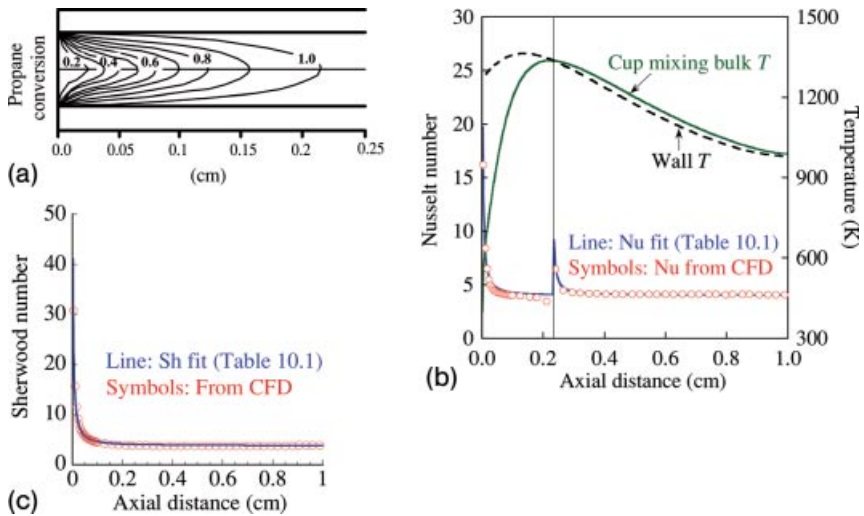 (a)
Propane
conversion
0.2 0.4 0.6 0.8 1.0
0.0 0.05 0.1 0.15 0.2 0.25
(cm)
(b)
Nusselt number
30
25
20
15
10
5
0
Temperature (K)
1500
1200
900
600
300
Cup mixing bulk T
Wall T
Line: Nu fit (Table 10.1)
Symbols: Nu from CFD
0.0 0.2 0.4 0.6 0.8 1.0
Axial distance (cm)
(c)
Sherwood number
50
40
30
20
10
0
Line: Sh fit (Table 10.1)
Symbols: From CFD
0 0.2 0.4 0.6 0.8 1
Axial distance (cm)